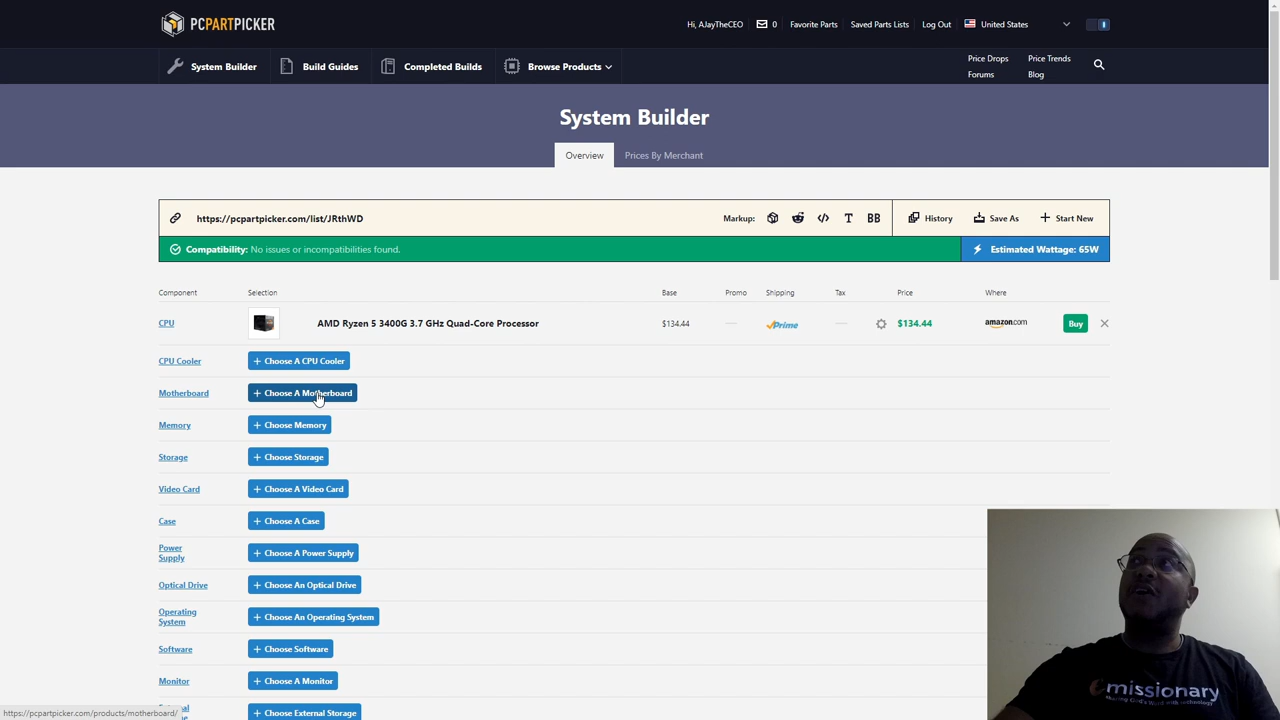 PCPARTPICKER
Hi, AJayTheCEO
0
Favorite Parts
Saved Parts Lists
Log Out
United States
System Builder
Build Guides
Completed Builds
Browse Products
Price Drops
Price Trends
Forums
Blog
System Builder
Overview
Prices By Merchant
https://pcpartpicker.com/list/JRthWD
Markup:
T
BB
History
Save As
Start New
Compatibility: No issues or incompatibilities found.
Estimated Wattage: 65W
Component
Selection
Base
Promo
Shipping
Tax
Price
Where
CPU
AMD Ryzen 5 3400G 3.7 GHz Quad-Core Processor
$134.44
Prime
$134.44
amazon.com
Buy
CPU Cooler
+ Choose A CPU Cooler
Motherboard
+ Choose A Motherboard
Memory
+ Choose Memory
Storage
+ Choose Storage
Video Card
+ Choose A Video Card
Case
+ Choose A Case
Power
Supply
+ Choose A Power Supply
Optical Drive
+ Choose An Optical Drive
Operating
System
+ Choose An Operating System
Software
+ Choose Software
Monitor
+ Choose A Monitor
+ Choose External Storage
https://pcpartpicker.com/products/motherboard/
missionary